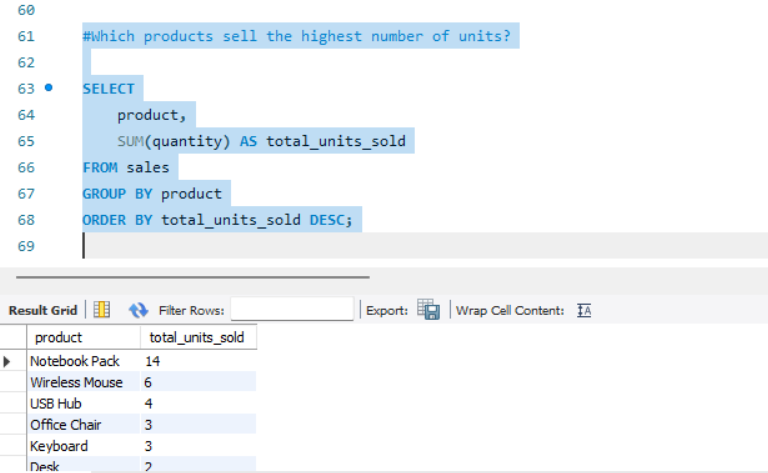 60
61 #Which products sell the highest number of units?
62
63 SELECT
64 product,
65 SUM(quantity) AS total_units_sold
66 FROM sales
67 GROUP BY product
68 ORDER BY total_units_sold DESC;
69
Result Grid Filter Rows: Export: Wrap Cell Content: IA
product total_units_sold
Notebook Pack 14
Wireless Mouse 6
USB Hub 4
Office Chair 3
Keyboard 3
Desk 2